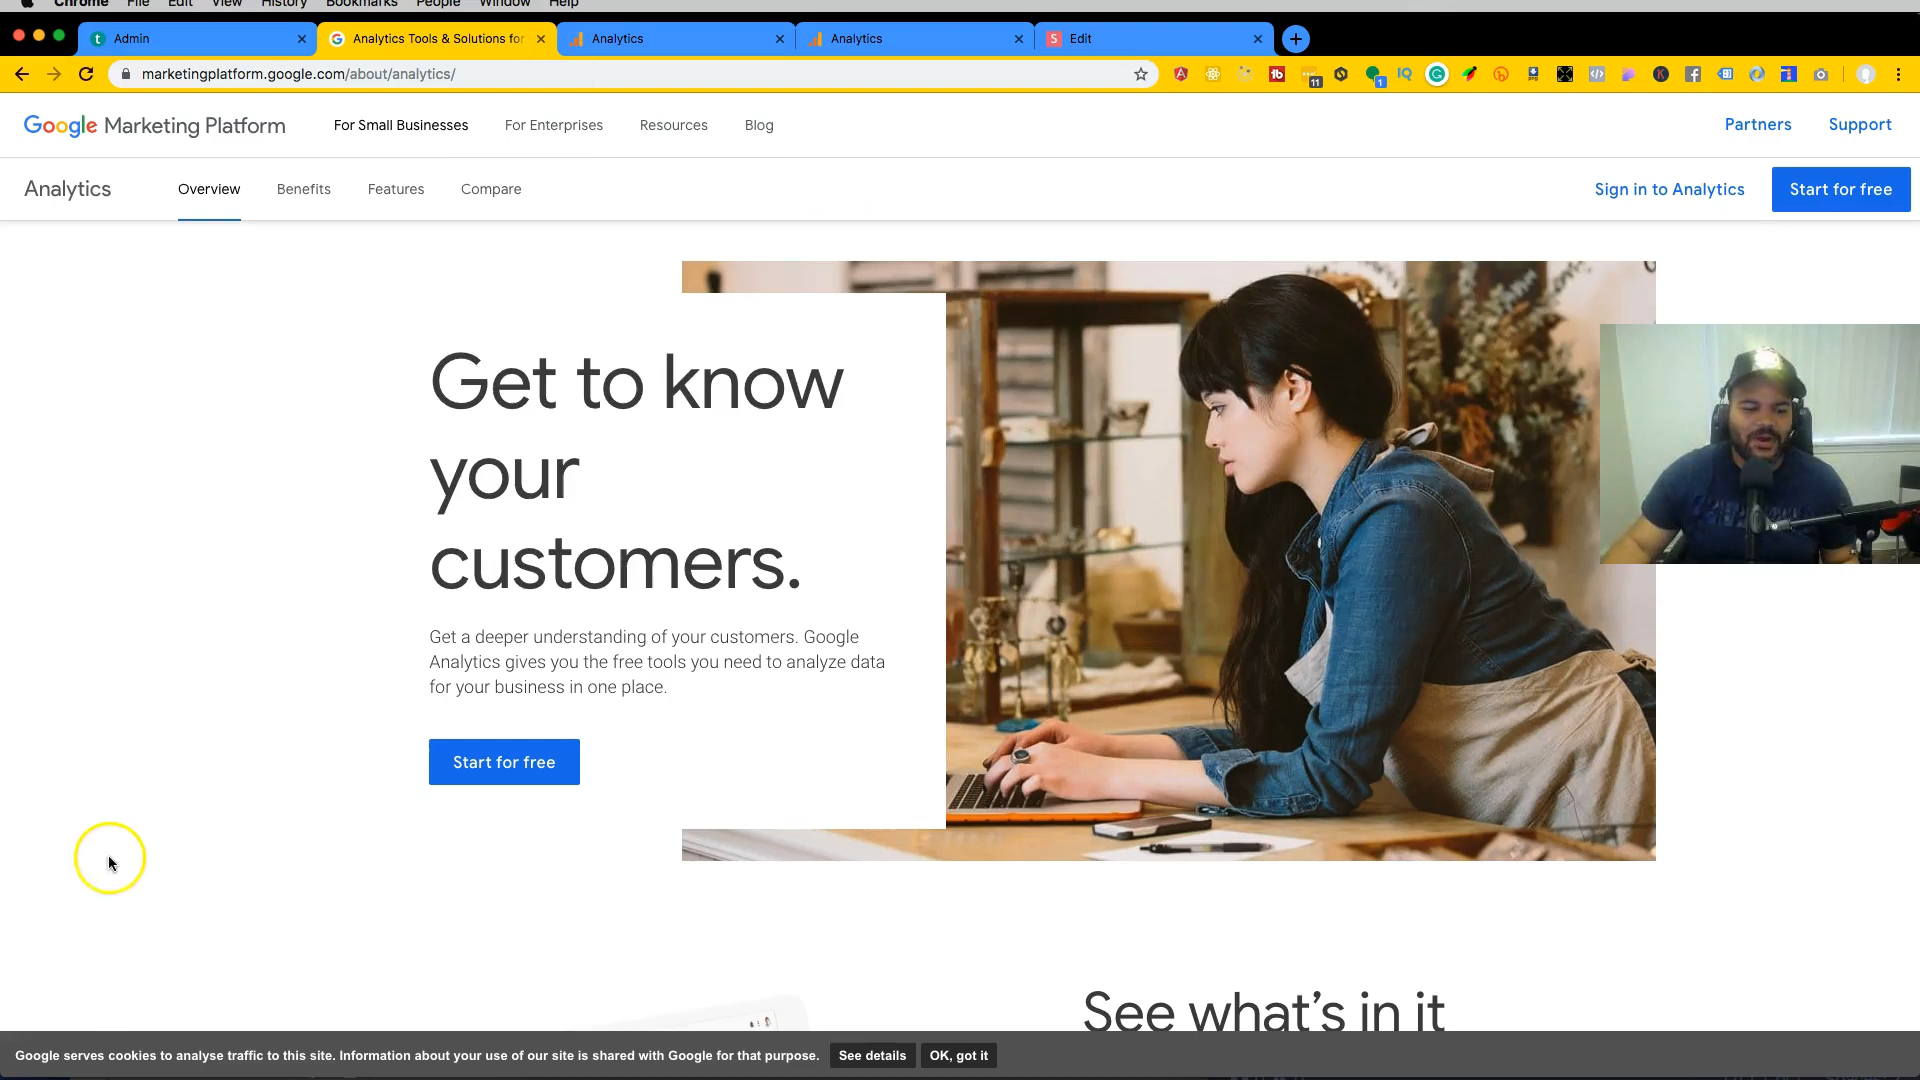 Chrome File Edit View History Bookmarks People Window Help
Admin
Analytics Tools & Solutions for
Analytics
Analytics
Edit
marketingplatform.google.com/about/analytics/
11
1
Google Marketing Platform
For Small Businesses
For Enterprises
Resources
Blog
Partners
Support
Analytics
Overview
Benefits
Features
Compare
Sign in to Analytics
Start for free
Get to know
your
customers.
Get a deeper understanding of your customers. Google
Analytics gives you the free tools you need to analyze data
for your business in one place.
Start for free
See what's in it
Google serves cookies to analyse traffic to this site. Information about your use of our site is shared with Google for that purpose.
See details
OK, got it